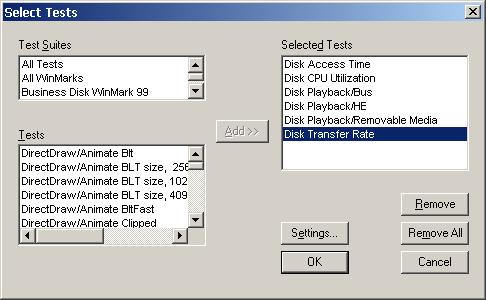 Select Tests
Test Suites
All Tests
All WinMarks
Business Disk WinMark 99
Tests
DirectDraw/Animate Blt
DirectDraw/Animate BLT size, 256
DirectDraw/Animate BLT size, 102
DirectDraw/Animate BLT size, 409
DirectDraw/Animate BltFast
DirectDraw/Animate Clipped
Add >>
Selected Tests
Disk Access Time
Disk CPU Utilization
Disk Playback/Bus
Disk Playback/HE
Disk Playback/Removable Media
Disk Transfer Rate
Remove
Settings...
Remove All
OK
Cancel